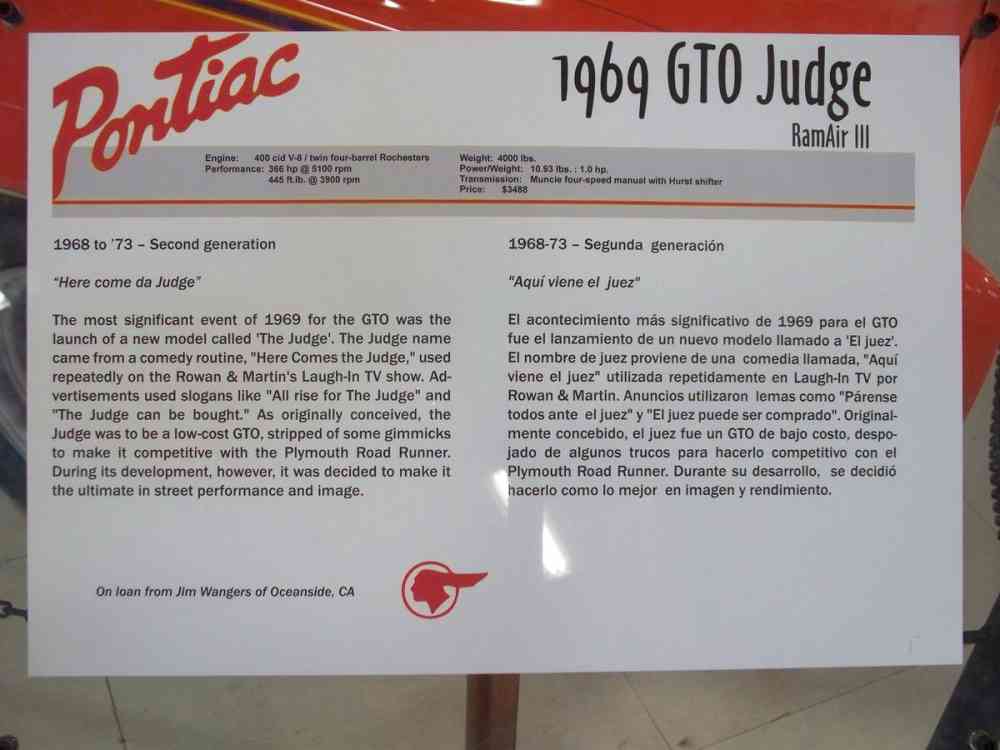 Pontiac
1969 GTO Judge
RamAir III
Engine: 400 cid V-8 / twin four-barrel Rochesters
Performance: 366 hp @ 5100 rpm
445 ft.lb. @ 3900 rpm
Weight: 4000 lbs.
Power/Weight: 10.93 lbs. : 1.0 hp.
Transmission: Muncie four-speed manual with Hurst shifter
Price: $3488
1968 to '73 – Second generation
"Here come da Judge"
The most significant event of 1969 for the GTO was the
launch of a new model called 'The Judge'. The Judge name
came from a comedy routine, "Here Comes the Judge," used
repeatedly on the Rowan & Martin's Laugh-In TV show. Ad-
vertisements used slogans like "All rise for The Judge" and
"The Judge can be bought." As originally conceived, the
Judge was to be a low-cost GTO, stripped of some gimmicks
to make it competitive with the Plymouth Road Runner.
During its development, however, it was decided to make it
the ultimate in street performance and image.
On loan from Jim Wangers of Oceanside, CA
1968-73 – Segunda generación
"Aquí viene el juez"
El acontecimiento más significativo de 1969 para el GTO
fue el lanzamiento de un nuevo modelo llamado a 'El juez'.
El nombre de juez proviene de una comedia llamada, "Aquí
viene el juez" utilizada repetidamente en Laugh-In TV por
Rowan & Martin. Anuncios utilizaron lemas como "Párense
todos ante el juez" y "El juez puede ser comprado". Original-
mente concebido, el juez fue un GTO de bajo costo, despo-
jado de algunos trucos para hacerlo competitivo con el
Plymouth Road Runner. Durante su desarrollo, se decidió
hacerlo como lo mejor en imagen y rendimiento.